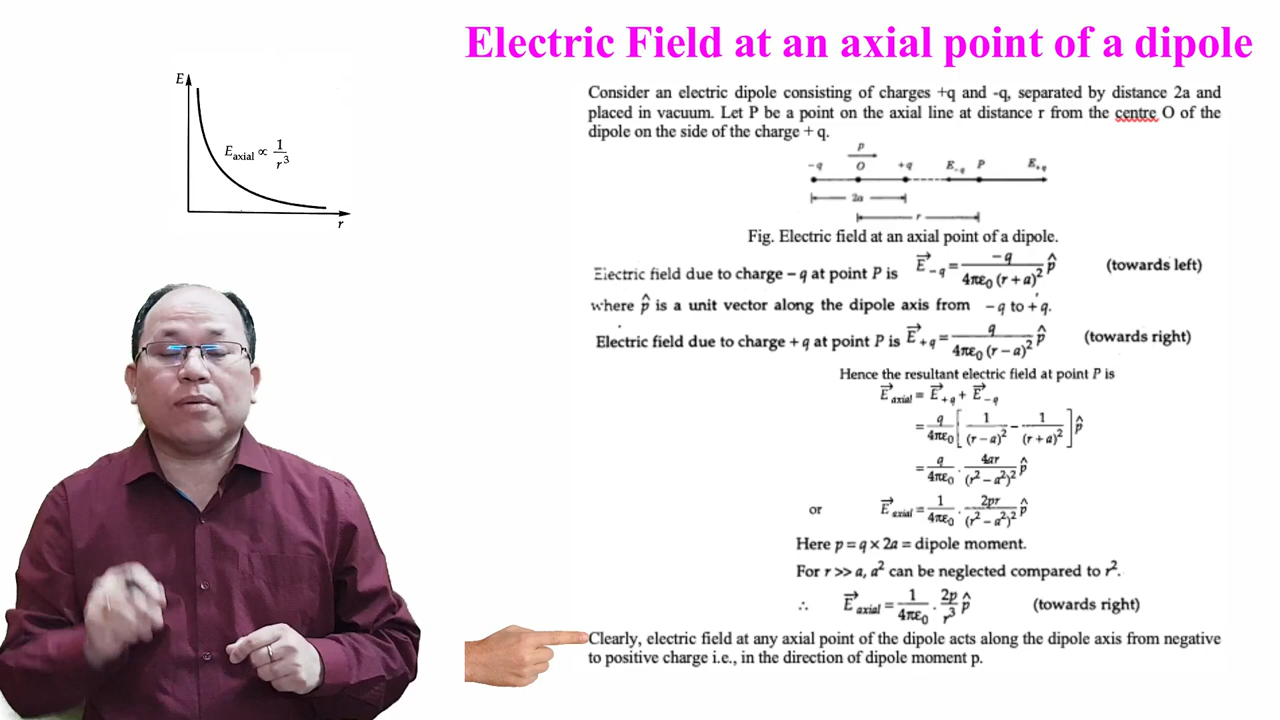 Electric Field at an axial point of a dipole
E
E_axial ∝ 1/r³
r
Consider an electric dipole consisting of charges +q and -q, separated by distance 2a and
placed in vacuum. Let P be a point on the axial line at distance r from the centre O of the
dipole on the side of the charge + q.
p
-q O +q E₋q P E₊q
2a
r
Fig. Electric field at an axial point of a dipole.
Electric field due to charge – q at point P is E⃗₋q = -q / 4πε₀ (r + a)² p̂ (towards left)
where p̂ is a unit vector along the dipole axis from – q to + q.
Electric field due to charge + q at point P is E⃗₊q = q / 4πε₀ (r – a)² p̂ (towards right)
Hence the resultant electric field at point P is
E⃗_axial = E⃗₊q + E⃗₋q
= q/4πε₀ [ 1/(r – a)² – 1/(r + a)² ] p̂
= q/4πε₀ · 4ar/(r² – a²)² p̂
or E⃗_axial = 1/4πε₀ · 2pr/(r² – a²)² p̂
Here p = q × 2a = dipole moment.
For r >> a, a² can be neglected compared to r².
∴ E⃗_axial = 1/4πε₀ · 2p/r³ p̂ (towards right)
Clearly, electric field at any axial point of the dipole acts along the dipole axis from negative
to positive charge i.e., in the direction of dipole moment p.